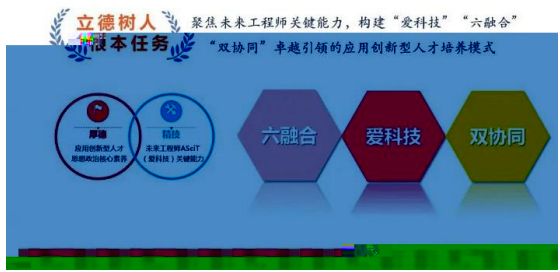 立德树人
根本任务
聚焦未来工程师关键能力，构建“爱科技”“六融合”
“双协同”卓越引领的应用创新型人才培养模式
厚德
应用创新型人才
思想政治核心素养
精技
未来工程师ASciT
（爱科技）关键能力
六融合
爱科技
双协同